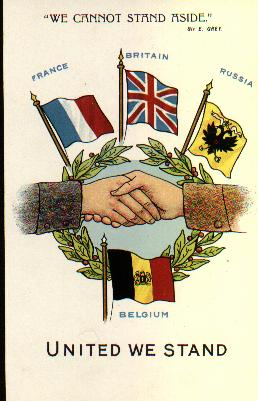 "WE CANNOT STAND ASIDE."
Sir E. GREY.
FRANCE
BRITAIN
RUSSIA
BELGIUM
UNITED WE STAND